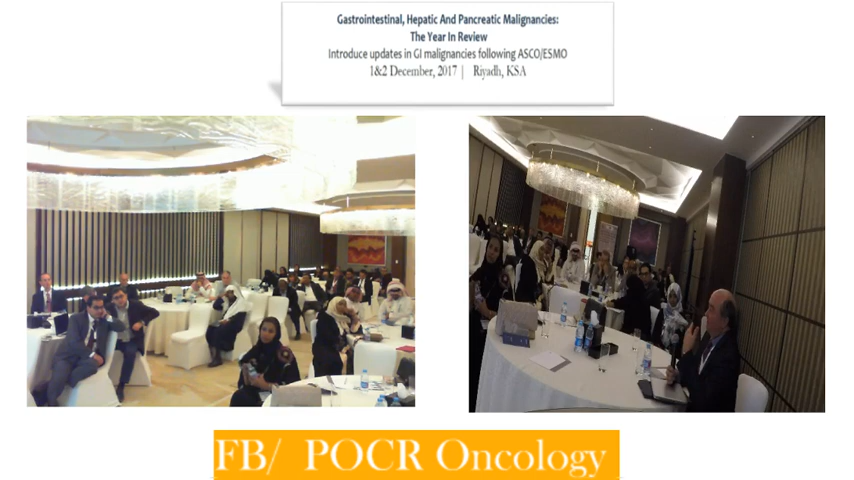 Gastrointestinal, Hepatic And Pancreatic Malignancies:
The Year In Review
Introduce updates in GI malignancies following ASCO/ESMO
1&2 December, 2017 | Riyadh, KSA
FB/ POCR Oncology